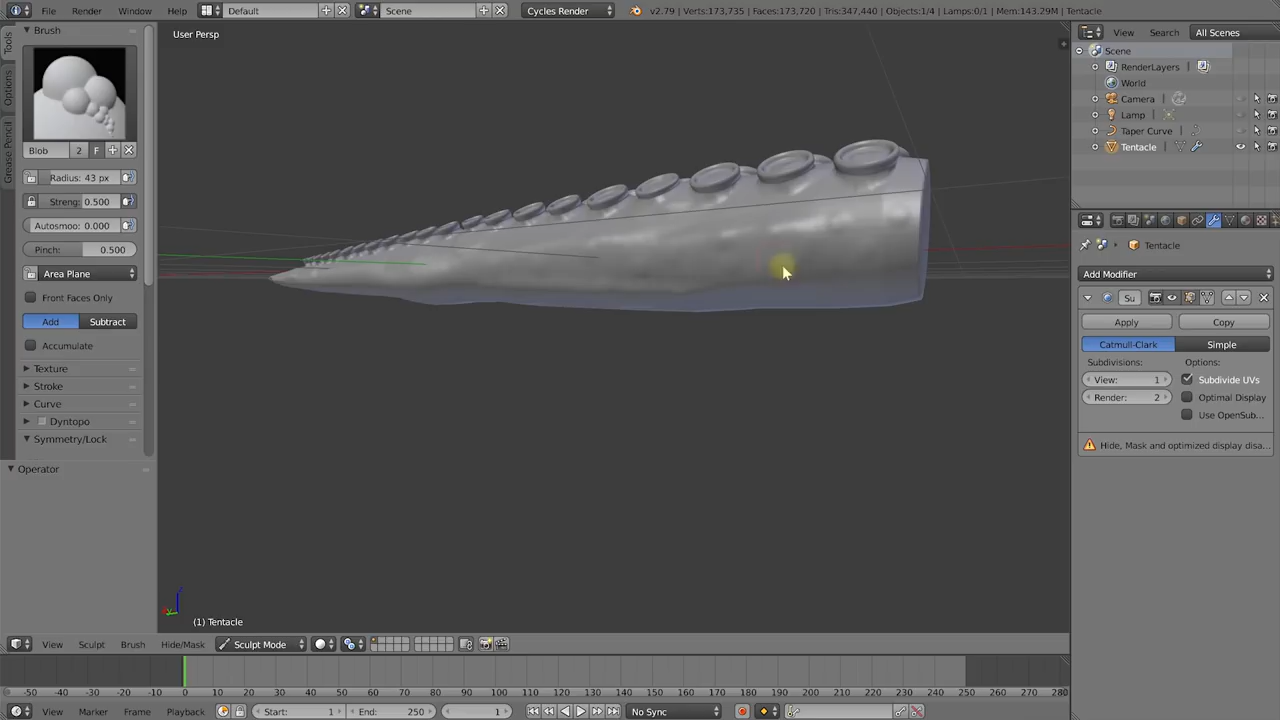 File Render Window Help Default Scene Cycles Render v2.79 | Verts:173,735 | Faces:173,720 | Tris:347,440 | Objects:1/4 | Lamps:0/1 | Mem:143.29M | Tentacle
Tools
Options
Grease Pencil
Brush
Blob 2 F
Radius: 43 px
Streng: 0.500
Autosmoo: 0.000
Pinch: 0.500
Area Plane
Front Faces Only
Add Subtract
Accumulate
Texture
Stroke
Curve
Dyntopo
Symmetry/Lock
Operator
User Persp
(1) Tentacle
View Search All Scenes
Scene
RenderLayers
World
Camera
Lamp
Taper Curve
Tentacle
Tentacle
Add Modifier
Su
Apply Copy
Catmull-Clark Simple
Subdivisions: Options:
View: 1 Subdivide UVs
Render: 2 Optimal Display
Use OpenSub...
Hide, Mask and optimized display disa...
View Sculpt Brush Hide/Mask Sculpt Mode
-50 -40 -30 -20 -10 0 10 20 30 40 50 60 70 80 90 100 110 120 130 140 150 160 170 180 190 200 210 220 230 240 250 260 270 280
View Marker Frame Playback Start: 1 End: 250 1 No Sync